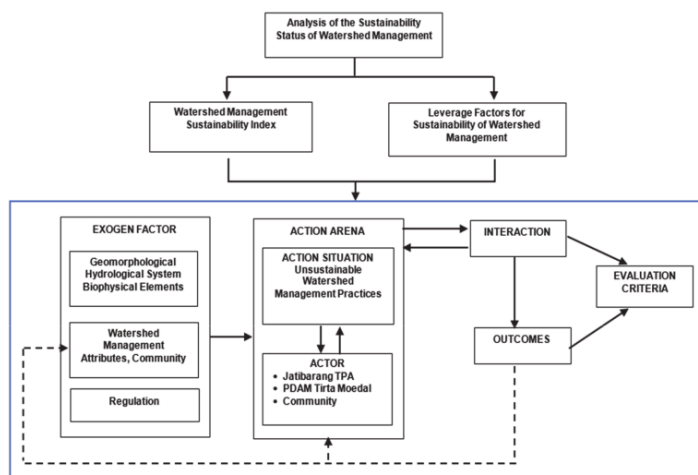 Analysis of the Sustainability
Status of Watershed Management
Watershed Management
Sustainability Index
Leverage Factors for
Sustainability of Watershed
Management
EXOGEN FACTOR
Geomorphological
Hydrological System
Biophysical Elements
Watershed
Management
Attributes, Community
Regulation
ACTION ARENA
ACTION SITUATION
Unsustainable
Watershed
Management Practices
ACTOR
• Jatibarang TPA
• PDAM Tirta Moedal
• Community
INTERACTION
OUTCOMES
EVALUATION
CRITERIA